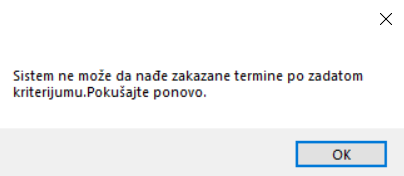 Sistem ne može da nađe zakazane termine po zadatom
kriterijumu.Pokušajte ponovo.
OK